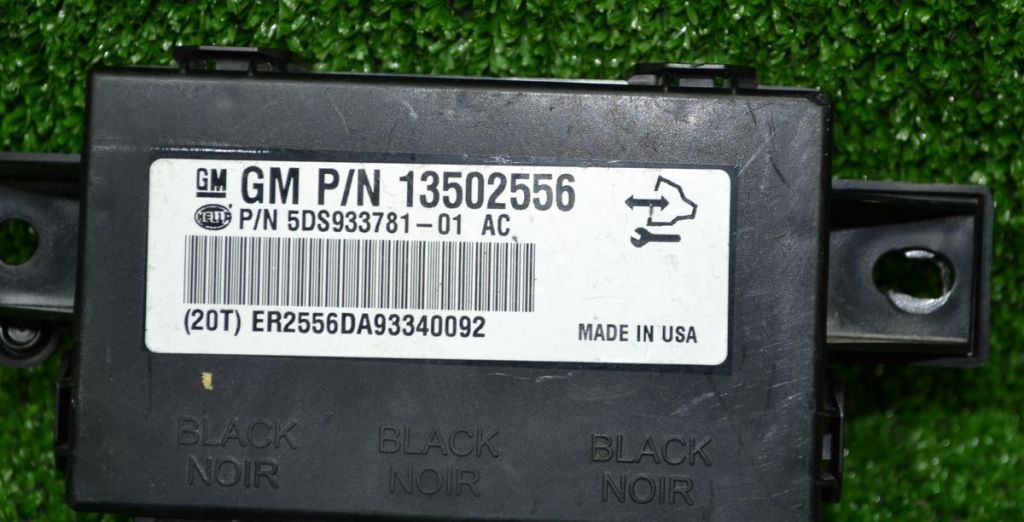 GM GM P/N 13502556
HELLA P/N 5DS933781-01 AC
(20T) ER2556DA93340092
MADE IN USA
BLACK BLACK BLACK
NOIR NOIR NOIR